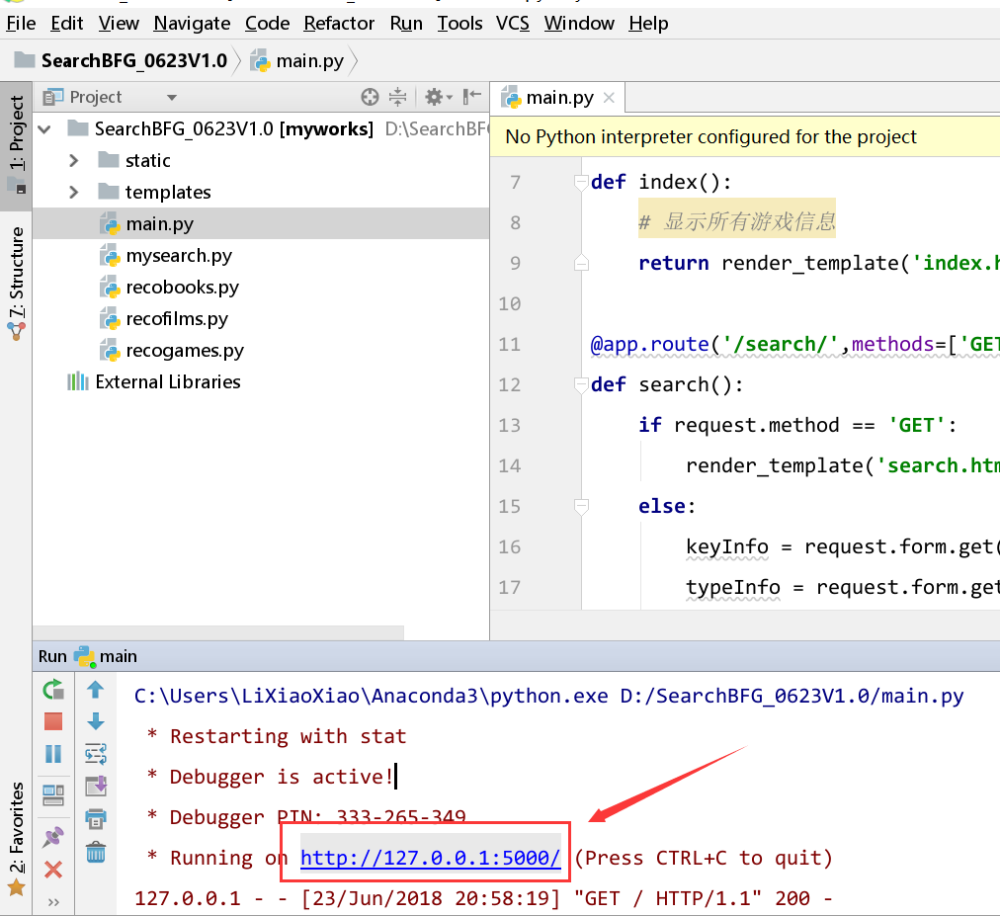 File Edit View Navigate Code Refactor Run Tools VCS Window Help
SearchBFG_0623V1.0 main.py
1: Project
7: Structure
2: Favorites
Project
SearchBFG_0623V1.0 [myworks] D:\SearchBF
static
templates
main.py
mysearch.py
recobooks.py
recofilms.py
recogames.py
External Libraries
main.py
No Python interpreter configured for the project
7 def index():
8 # 显示所有游戏信息
9 return render_template('index.h
10
11 @app.route('/search/',methods=['GET
12 def search():
13 if request.method == 'GET':
14 render_template('search.htm
15 else:
16 keyInfo = request.form.get(
17 typeInfo = request.form.get
Run main
C:\Users\LiXiaoXiao\Anaconda3\python.exe D:/SearchBFG_0623V1.0/main.py
* Restarting with stat
* Debugger is active!
* Debugger PIN: 333-265-349
* Running on http://127.0.0.1:5000/ (Press CTRL+C to quit)
127.0.0.1 - - [23/Jun/2018 20:58:19] "GET / HTTP/1.1" 200 -